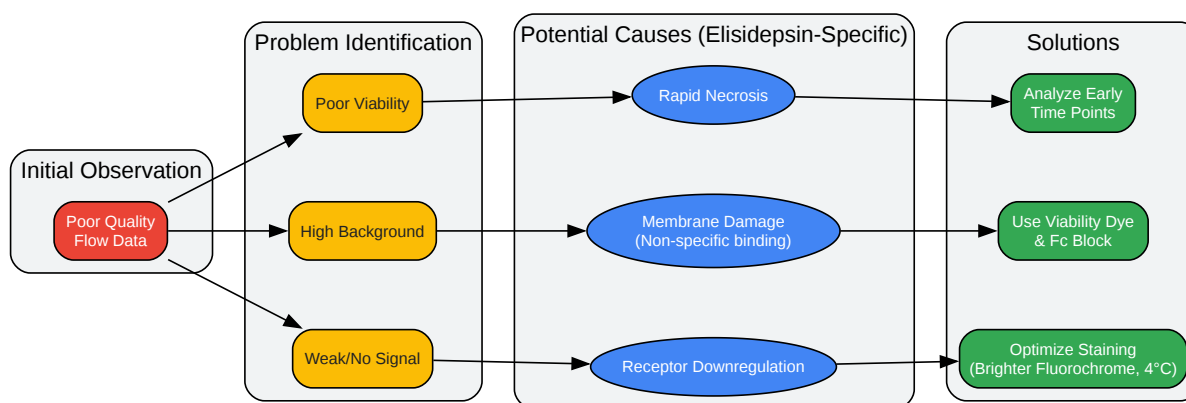 Initial Observation
Poor Quality
Flow Data
Problem Identification
Poor Viability
High Background
Weak/No Signal
Potential Causes (Elisidepsin-Specific)
Rapid Necrosis
Membrane Damage
(Non-specific binding)
Receptor Downregulation
Solutions
Analyze Early
Time Points
Use Viability Dye
& Fc Block
Optimize Staining
(Brighter Fluorochrome, 4°C)